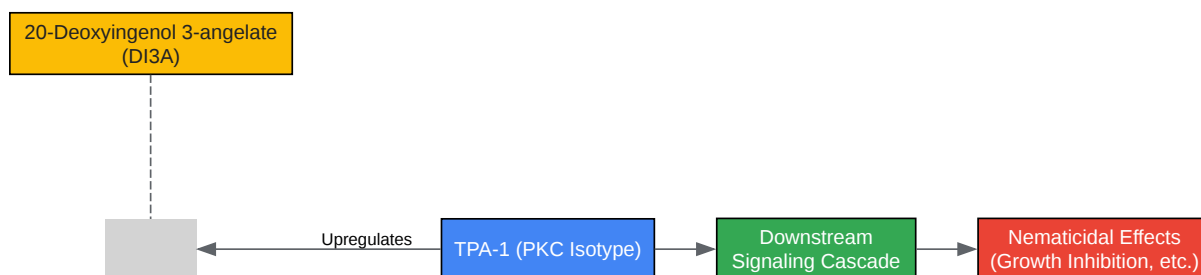 20-Deoxyingenol 3-angelate
(DI3A)
Upregulates
TPA-1 (PKC Isotype)
Downstream
Signaling Cascade
Nematicidal Effects
(Growth Inhibition, etc.)